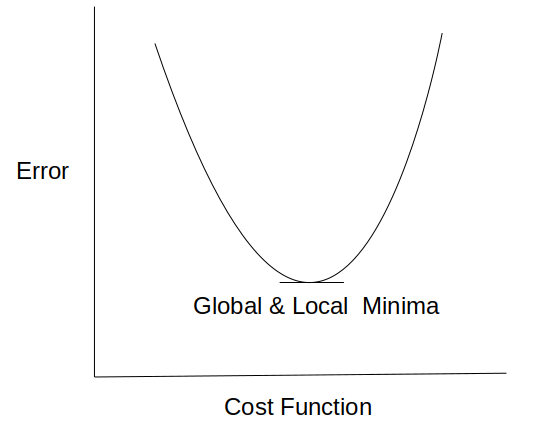 Error
Global & Local Minima
Cost Function